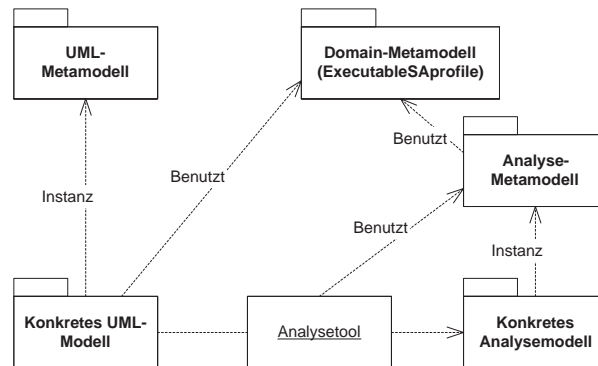 UML-
Metamodell
Domain-Metamodell
(ExecutableSAprofile)
Benutzt
Analyse-
Metamodell
Benutzt
Instanz
Benutzt
Instanz
Konkretes UML-
Modell
Analysetool
Konkretes
Analysemodell